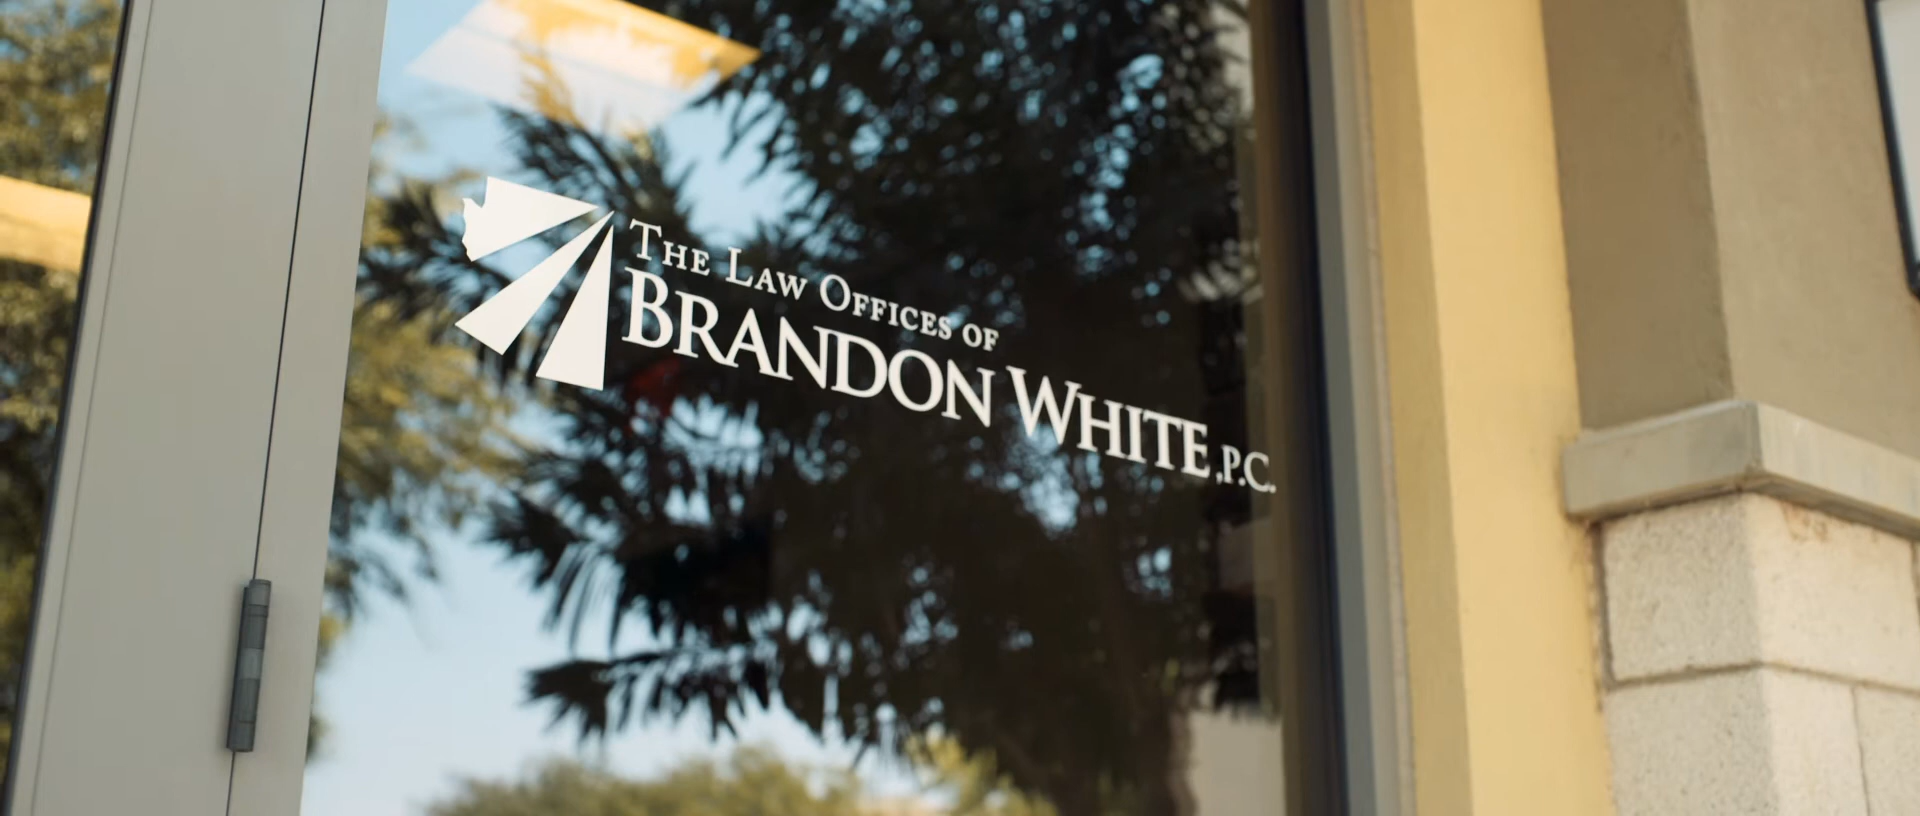 The Law Offices of
Brandon White, P.C.